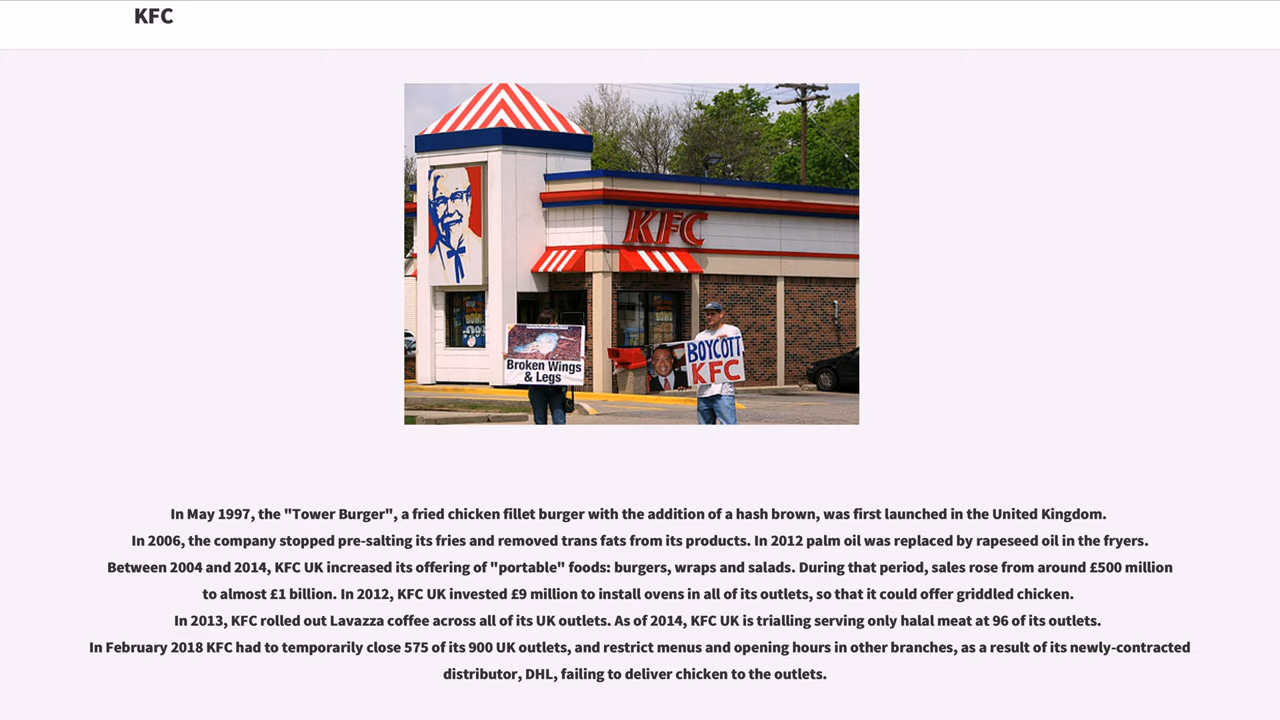 KFC
KFC
Broken Wings
& Legs
BOYCOTT
KFC
In May 1997, the "Tower Burger", a fried chicken fillet burger with the addition of a hash brown, was first launched in the United Kingdom.
In 2006, the company stopped pre-salting its fries and removed trans fats from its products. In 2012 palm oil was replaced by rapeseed oil in the fryers.
Between 2004 and 2014, KFC UK increased its offering of "portable" foods: burgers, wraps and salads. During that period, sales rose from around £500 million
to almost £1 billion. In 2012, KFC UK invested £9 million to install ovens in all of its outlets, so that it could offer griddled chicken.
In 2013, KFC rolled out Lavazza coffee across all of its UK outlets. As of 2014, KFC UK is trialling serving only halal meat at 96 of its outlets.
In February 2018 KFC had to temporarily close 575 of its 900 UK outlets, and restrict menus and opening hours in other branches, as a result of its newly-contracted
distributor, DHL, failing to deliver chicken to the outlets.